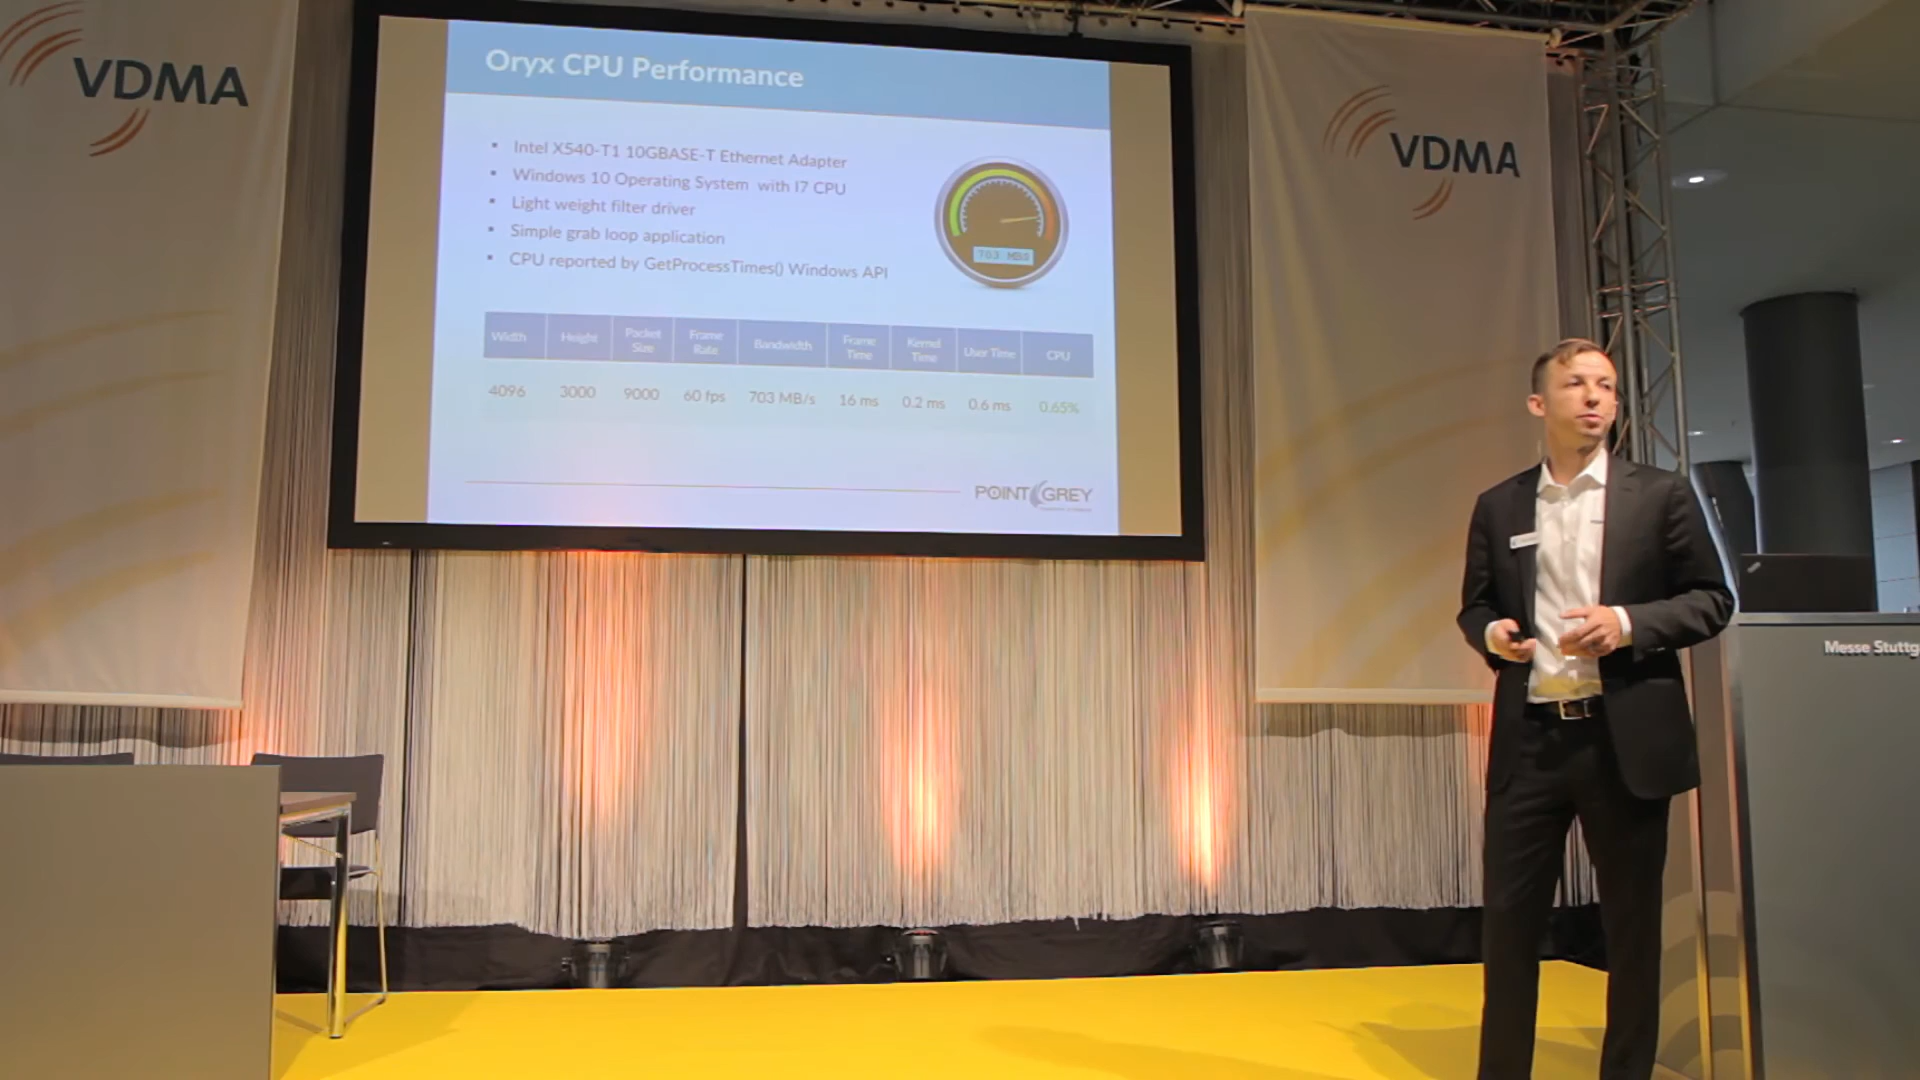 VDMA
Oryx CPU Performance
▪ Intel X540-T1 10GBASE-T Ethernet Adapter
▪ Windows 10 Operating System with I7 CPU
▪ Light weight filter driver
▪ Simple grab loop application
▪ CPU reported by GetProcessTimes() Windows API
703 MB/s
Width Height Packet Size Frame Rate Bandwidth Frame Time Kernel Time User Time CPU
4096 3000 9000 60 fps 703 MB/s 16 ms 0.2 ms 0.6 ms 0.65%
POINT GREY
VDMA
Messe Stuttg